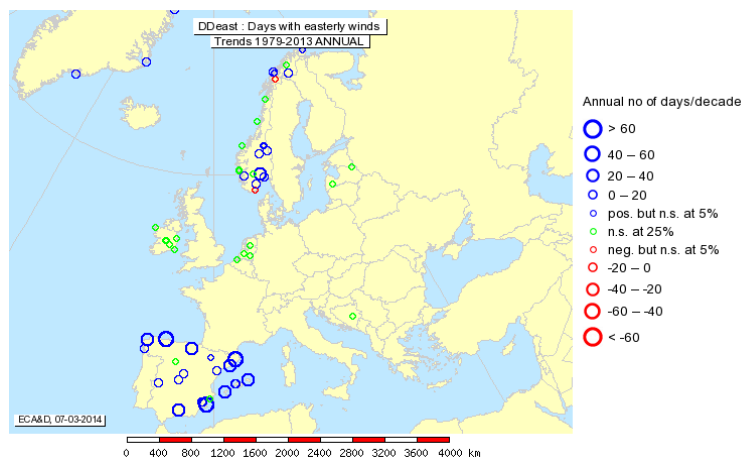 DDeast : Days with easterly winds
Trends 1979-2013 ANNUAL
Annual no of days/decade
> 60
40 – 60
20 – 40
0 – 20
pos. but n.s. at 5%
n.s. at 25%
neg. but n.s. at 5%
-20 – 0
-40 – -20
-60 – -40
< -60
ECA&D, 07-03-2014
0 400 800 1200 1600 2000 2400 2800 3200 3600 4000 km